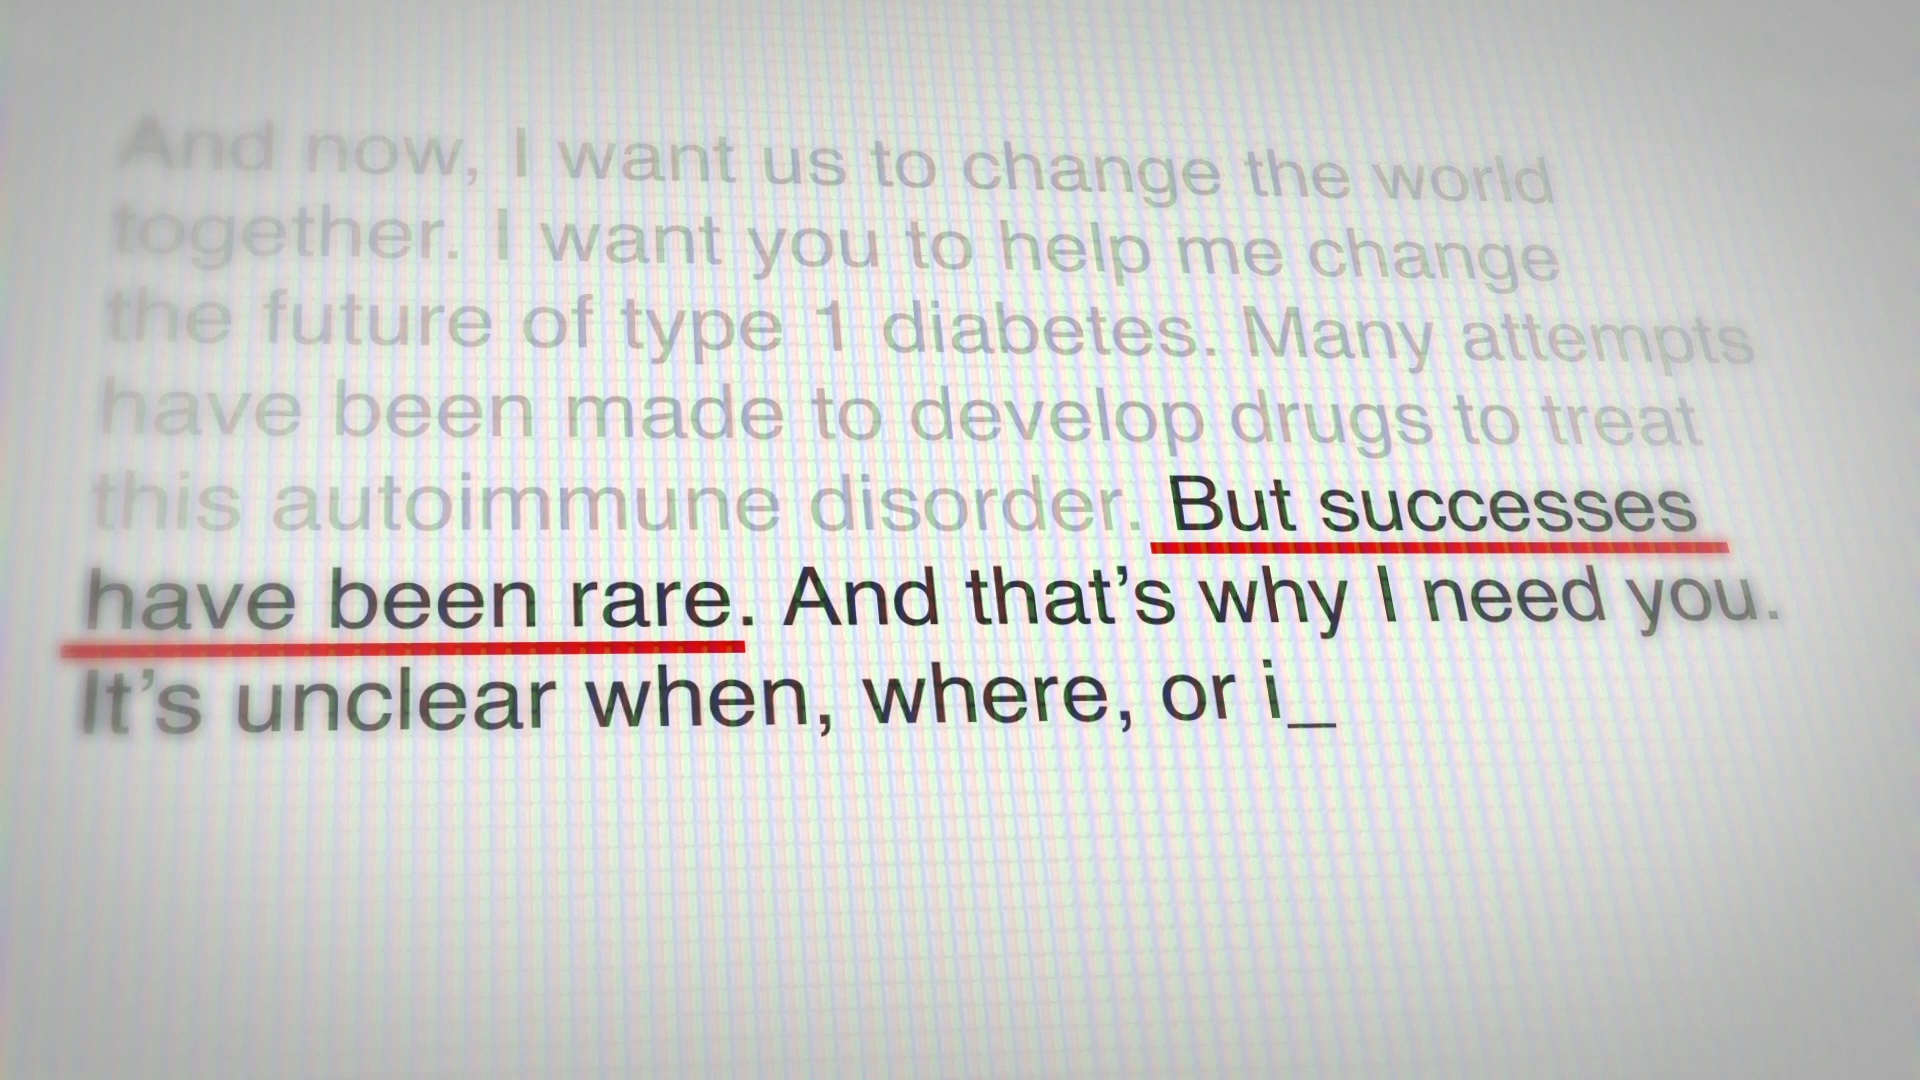 And now, I want us to change the world
together. I want you to help me change
the future of type 1 diabetes. Many attempts
have been made to develop drugs to treat
this autoimmune disorder. But successes
have been rare. And that’s why I need you.
It’s unclear when, where, or i_